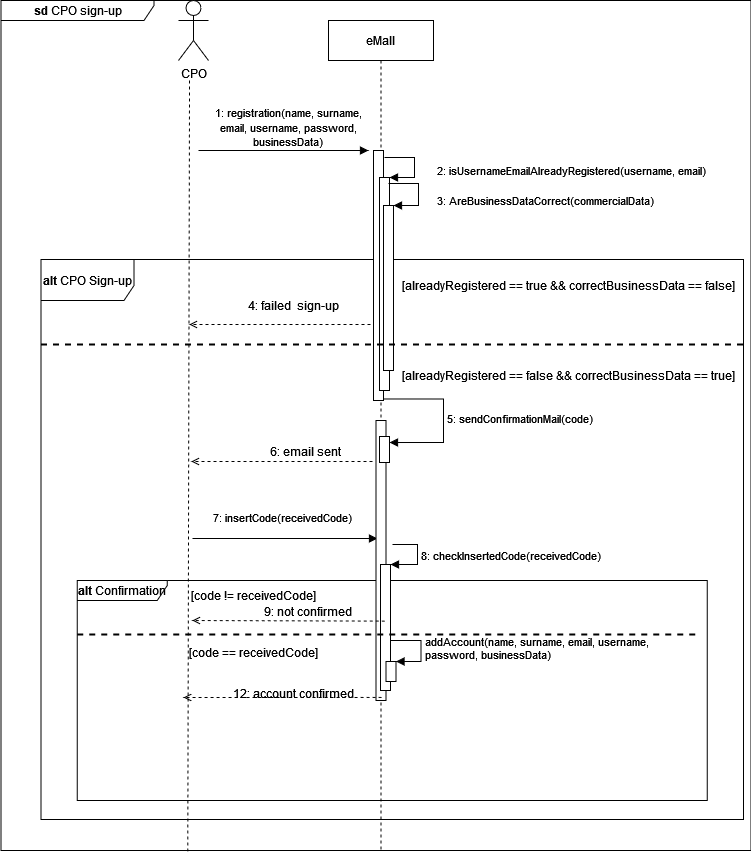 sd CPO sign-up
eMall
CPO
1: registration(name, surname,
email, username, password,
businessData)
2: isUsernameEmailAlreadyRegistered(username, email)
3: AreBusinessDataCorrect(commercialData)
alt CPO Sign-up
[alreadyRegistered == true && correctBusinessData == false]
4: failed sign-up
[alreadyRegistered == false && correctBusinessData == true]
5: sendConfirmationMail(code)
6: email sent
7: insertCode(receivedCode)
8: checkInsertedCode(receivedCode)
alt Confirmation
[code != receivedCode]
9: not confirmed
addAccount(name, surname, email, username,
password, businessData)
[code == receivedCode]
12: account confirmed